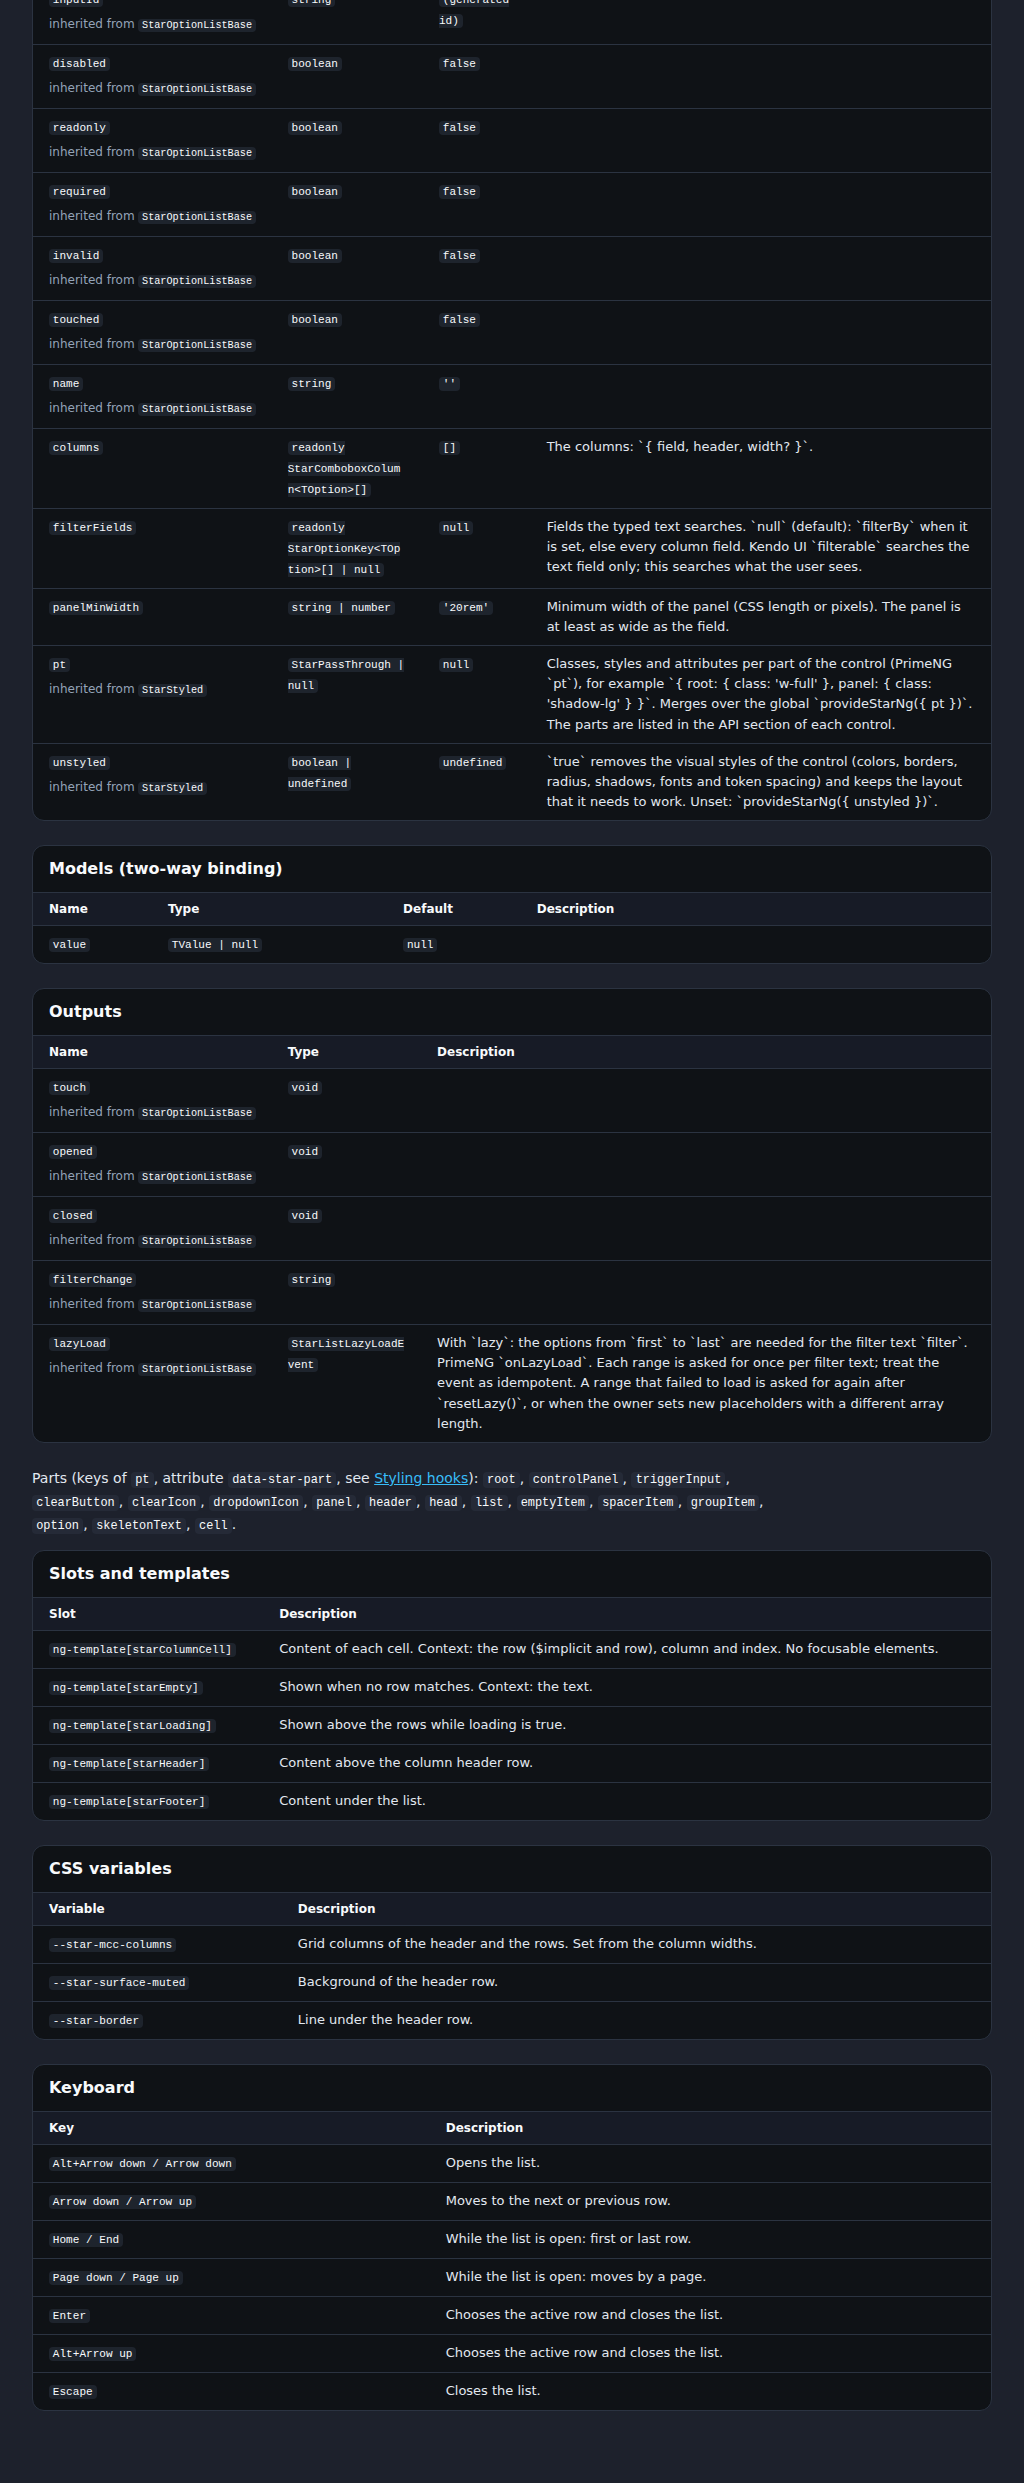 inputId string (generated
inherited from StarOptionListBase id)
disabled boolean false
inherited from StarOptionListBase
readonly boolean false
inherited from StarOptionListBase
required boolean false
inherited from StarOptionListBase
invalid boolean false
inherited from StarOptionListBase
touched boolean false
inherited from StarOptionListBase
name string ''
inherited from StarOptionListBase
columns readonly [] The columns: `{ field, header, width? }`.
StarComboboxColum
n<TOption>[]
filterFields readonly null Fields the typed text searches. `null` (default): `filterBy` when it
StarOptionKey<TOp is set, else every column field. Kendo UI `filterable` searches the
tion>[] | null text field only; this searches what the user sees.
panelMinWidth string | number '20rem' Minimum width of the panel (CSS length or pixels). The panel is
at least as wide as the field.
pt StarPassThrough | null Classes, styles and attributes per part of the control (PrimeNG
inherited from StarStyled null `pt`), for example `{ root: { class: 'w-full' }, panel: { class:
'shadow-lg' } }`. Merges over the global `provideStarNg({ pt })`.
The parts are listed in the API section of each control.
unstyled boolean | undefined `true` removes the visual styles of the control (colors, borders,
inherited from StarStyled undefined radius, shadows, fonts and token spacing) and keeps the layout
that it needs to work. Unset: `provideStarNg({ unstyled })`.
Models (two-way binding)
Name Type Default Description
value TValue | null null
Outputs
Name Type Description
touch void
inherited from StarOptionListBase
opened void
inherited from StarOptionListBase
closed void
inherited from StarOptionListBase
filterChange string
inherited from StarOptionListBase
lazyLoad StarListLazyLoadE With `lazy`: the options from `first` to `last` are needed for the filter text `filter`.
inherited from StarOptionListBase vent PrimeNG `onLazyLoad`. Each range is asked for once per filter text; treat the
event as idempotent. A range that failed to load is asked for again after
`resetLazy()`, or when the owner sets new placeholders with a different array
length.
Parts (keys of pt, attribute data-star-part, see Styling hooks): root, controlPanel, triggerInput,
clearButton, clearIcon, dropdownIcon, panel, header, head, list, emptyItem, spacerItem, groupItem,
option, skeletonText, cell.
Slots and templates
Slot Description
ng-template[starColumnCell] Content of each cell. Context: the row ($implicit and row), column and index. No focusable elements.
ng-template[starEmpty] Shown when no row matches. Context: the text.
ng-template[starLoading] Shown above the rows while loading is true.
ng-template[starHeader] Content above the column header row.
ng-template[starFooter] Content under the list.
CSS variables
Variable Description
--star-mcc-columns Grid columns of the header and the rows. Set from the column widths.
--star-surface-muted Background of the header row.
--star-border Line under the header row.
Keyboard
Key Description
Alt+Arrow down / Arrow down Opens the list.
Arrow down / Arrow up Moves to the next or previous row.
Home / End While the list is open: first or last row.
Page down / Page up While the list is open: moves by a page.
Enter Chooses the active row and closes the list.
Alt+Arrow up Chooses the active row and closes the list.
Escape Closes the list.